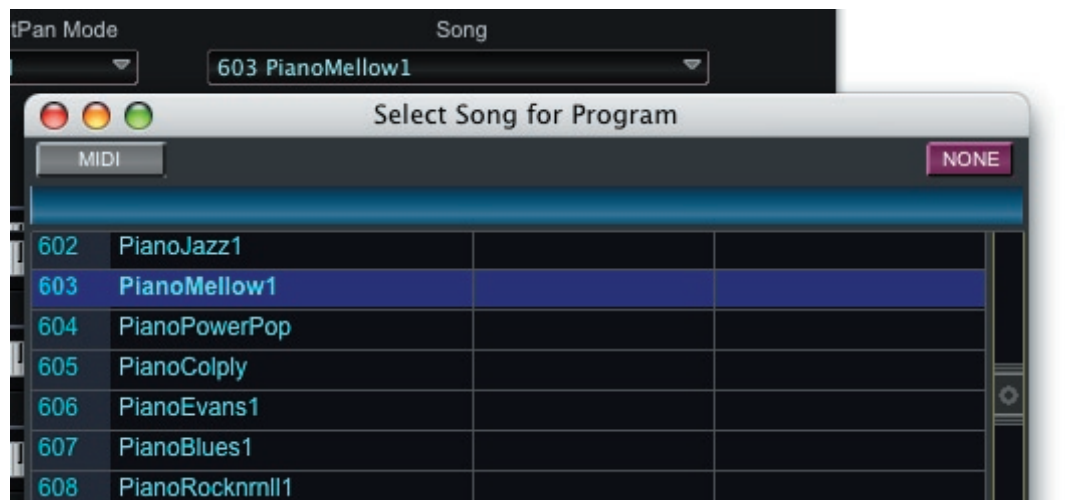 tPan Mode Song
603 PianoMellow1
Select Song for Program
MIDI NONE
602 PianoJazz1
603 PianoMellow1
604 PianoPowerPop
605 PianoColply
606 PianoEvans1
607 PianoBlues1
608 PianoRocknrnll1